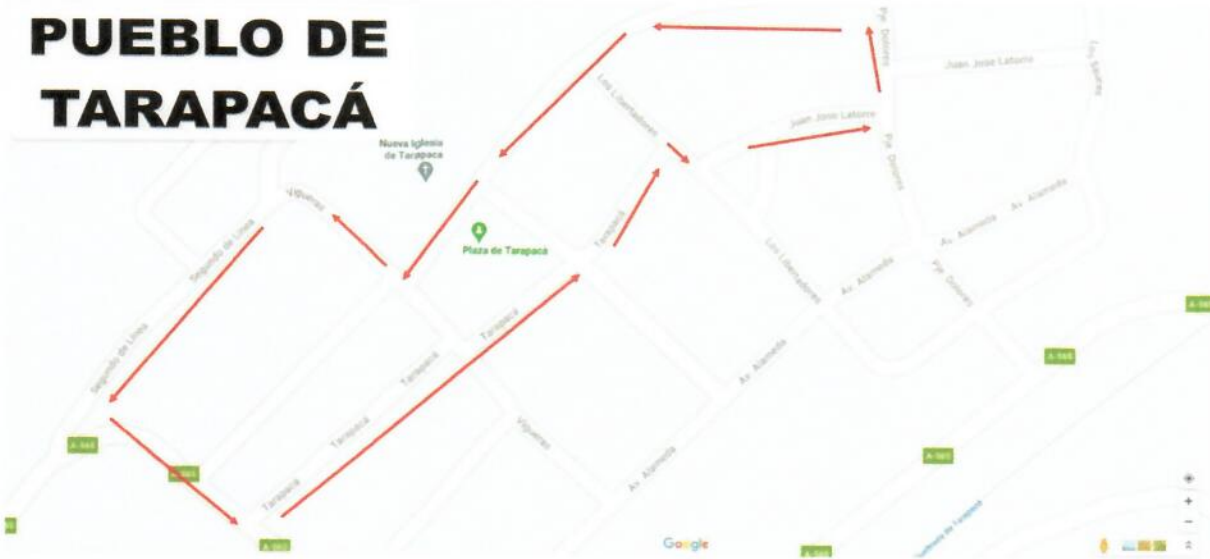 PUEBLO DE
TARAPACÁ
Pje Dolores
Juan José Latorre
Los Libertadores
Juan José Latorre
Nueva Iglesia
de Tarapaca
Pje Dolores
Vigueras
Av. Alameda
Tarapacá
Segundo de Línea
Plaza de Tarapacá
Av. Alameda
Los Libertadores
Av. Alameda
Pje Dolores
Tarapacá
Segundo de Línea
Tarapacá
Av. Alameda
A-565
Tarapacá
Vigueras
A-565
A-565
A-565
Av. Alameda
Tarapacá
Google
A-565
A-565